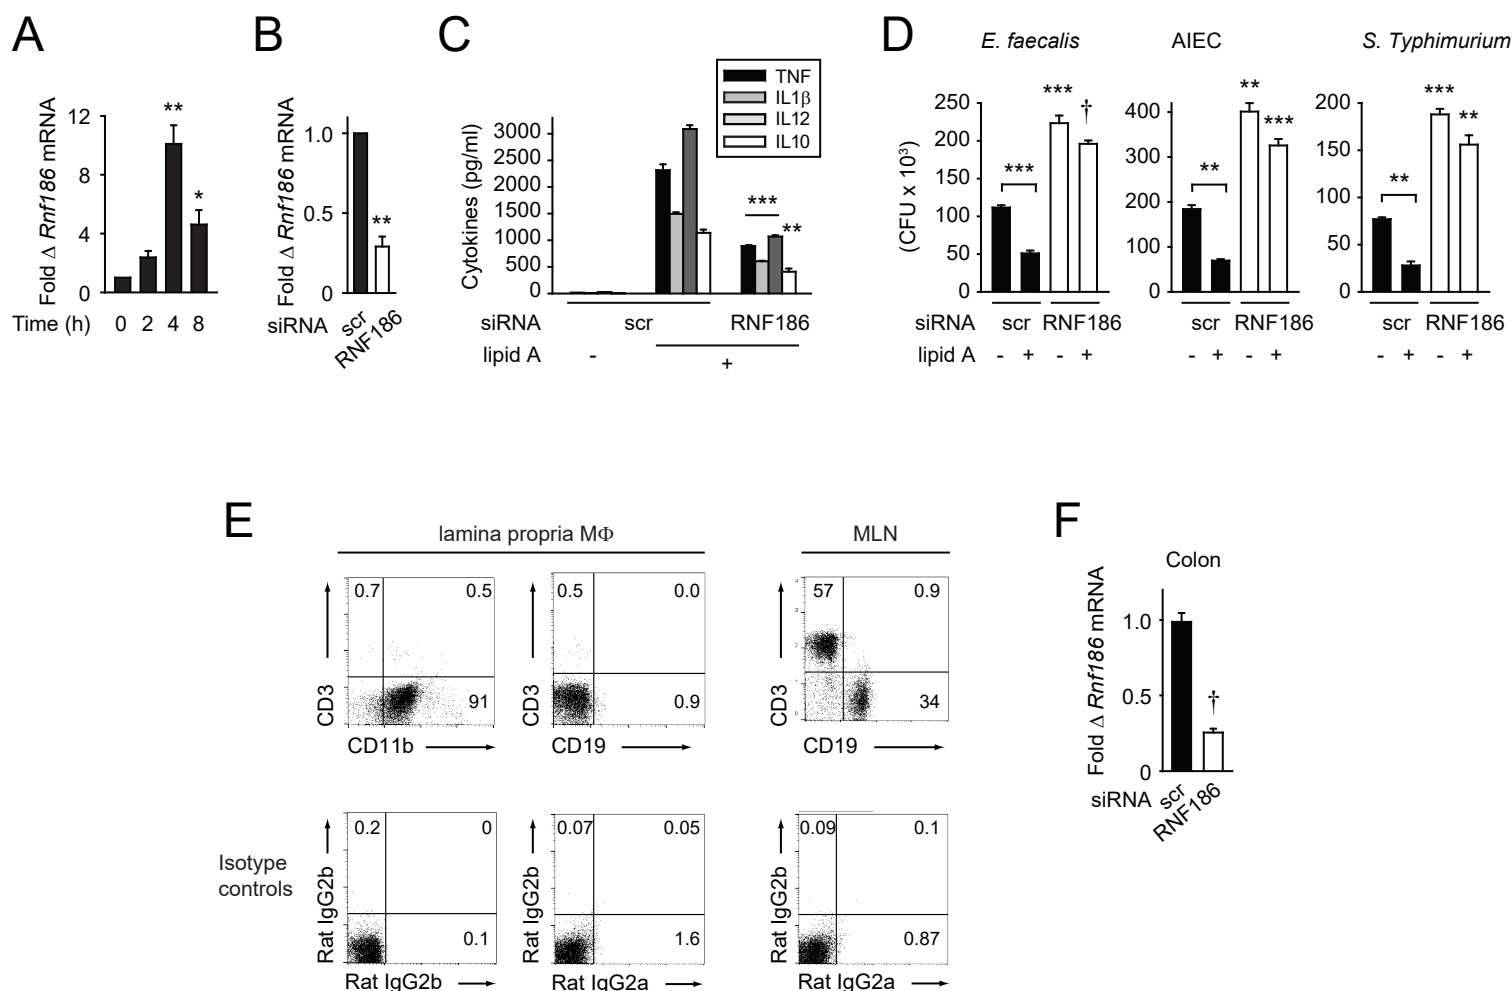 A
Fold Δ Rnf186 mRNA
12
8
4
0
**
*
Time (h) 0 2 4 8
B
Fold Δ Rnf186 mRNA
1.0
0.5
0
**
siRNA scr RNF186
C
TNF
IL1β
IL12
IL10
Cytokines (pg/ml)
3000
2500
2000
1500
1000
500
0
***
**
siRNA scr RNF186
lipid A - +
D
E. faecalis AIEC S. Typhimurium
(CFU x 10³)
250
200
150
100
50
0
***
***
†
400
300
200
100
0
**
**
***
200
150
100
50
0
**
***
**
siRNA scr RNF186 scr RNF186 scr RNF186
lipid A - + - + - + - + - + - +
E
lamina propria MΦ MLN
CD3
0.7 0.5
91
CD11b
CD3
0.5 0.0
0.9
CD19
CD3
4
3
2
1
0
57 0.9
34
CD19
Isotype
controls
Rat IgG2b
0.2 0
0.1
Rat IgG2b
Rat IgG2b
0.07 0.05
1.6
Rat IgG2a
Rat IgG2b
0.09 0.1
0.87
Rat IgG2a
F
Colon
Fold Δ Rnf186 mRNA
1.0
0.5
0
†
siRNA scr RNF186